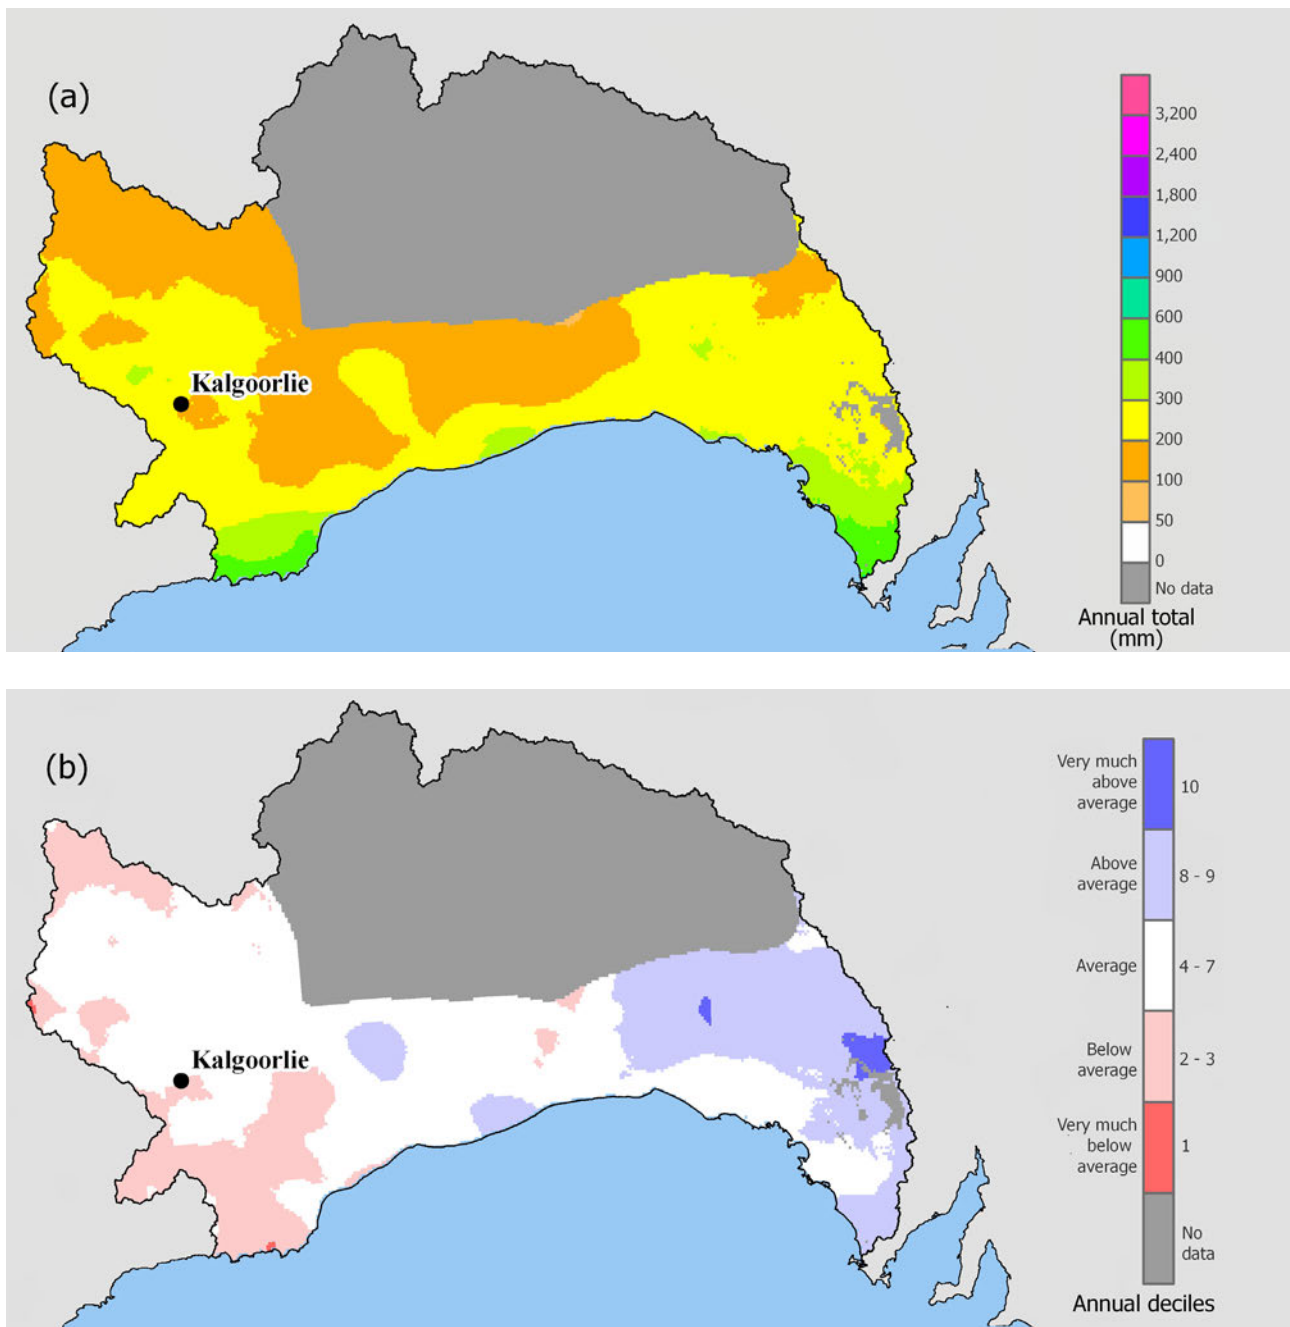 (a)
Kalgoorlie
3,200
2,400
1,800
1,200
900
600
400
300
200
100
50
0
No data
Annual total
(mm)
(b)
Kalgoorlie
Very much
above
average
10
Above
average
8 - 9
Average
4 - 7
Below
average
2 - 3
Very much
below
average
1
No
data
Annual deciles